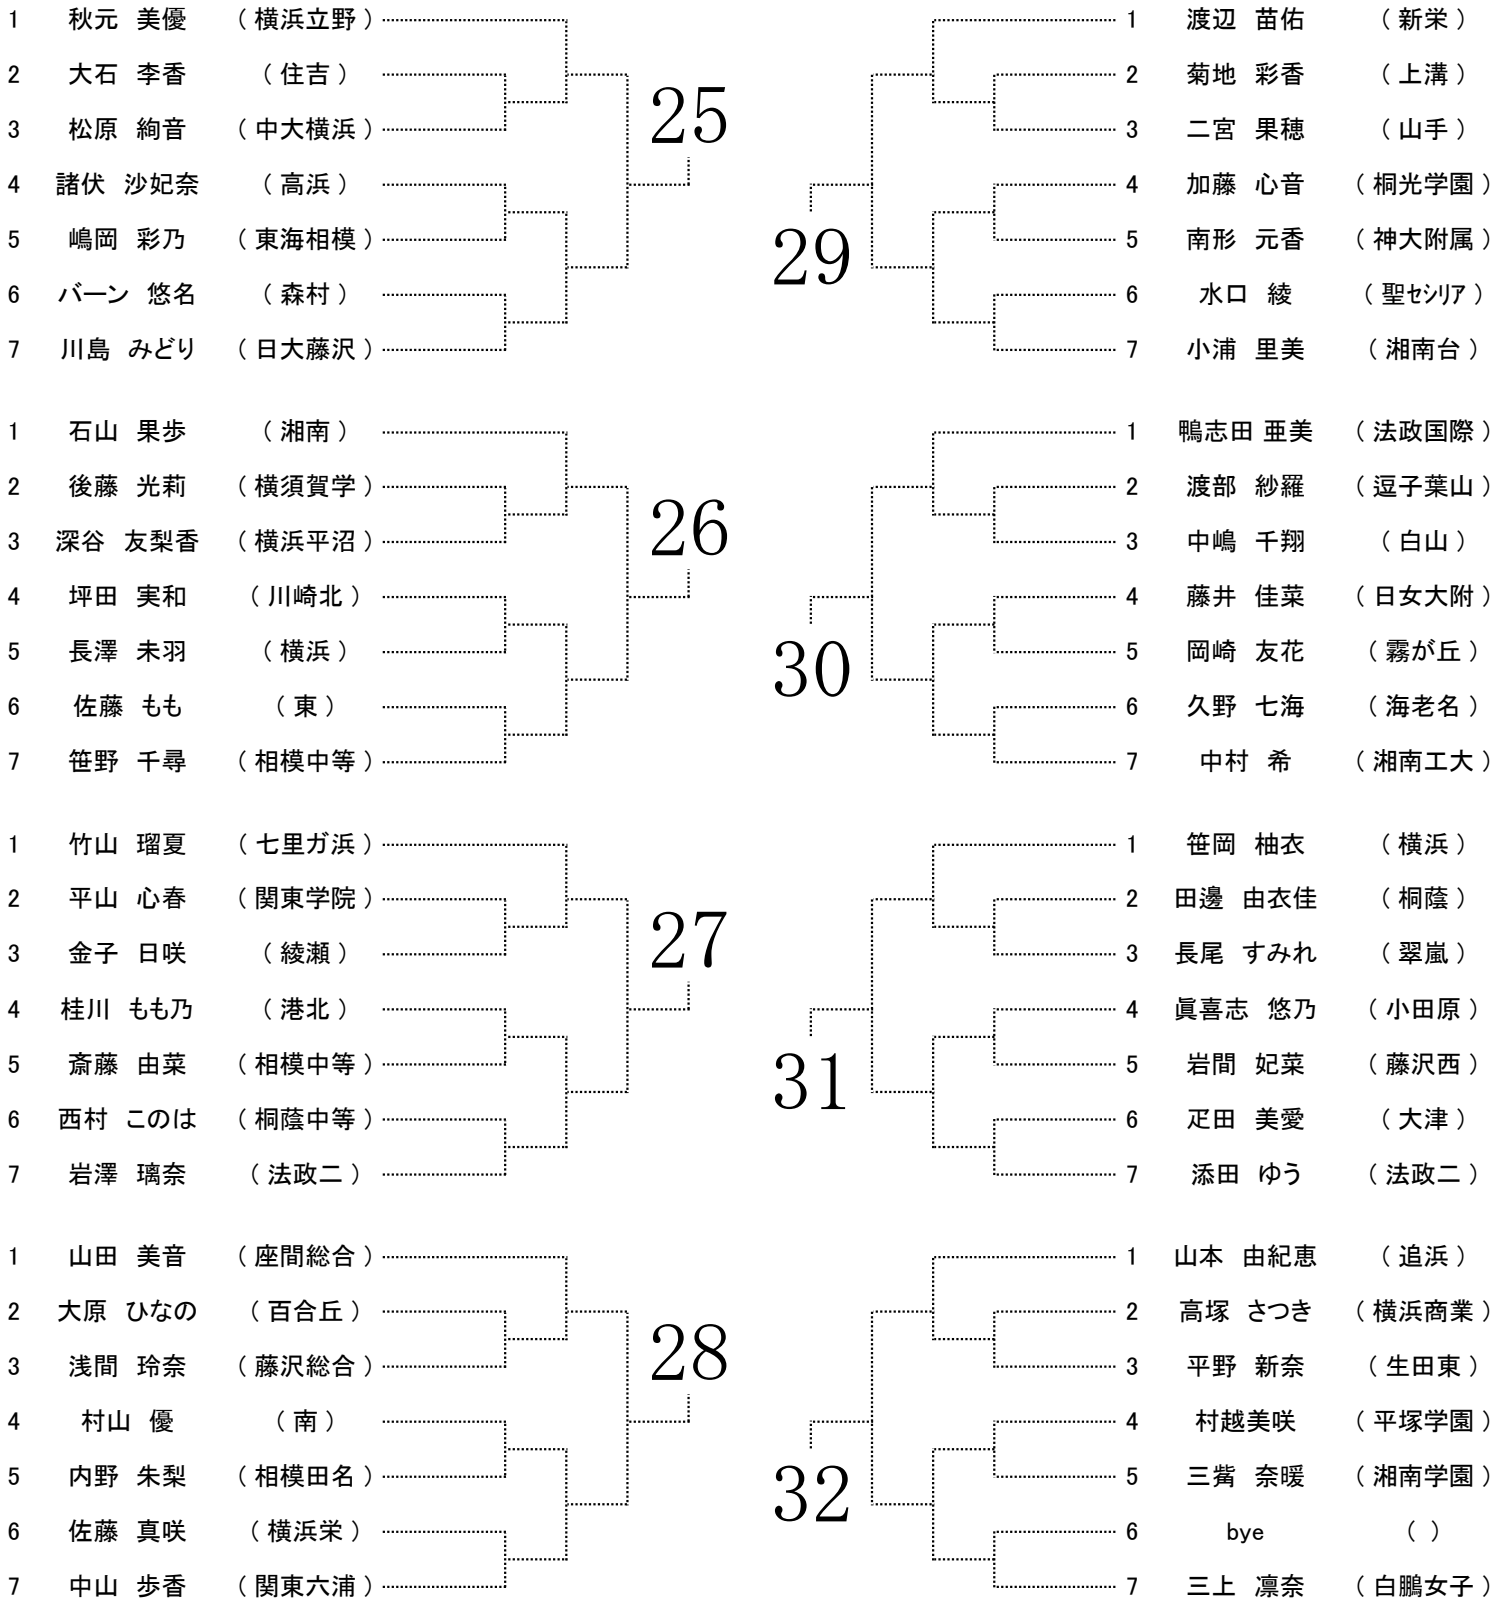 1 秋元 美優 （ 横浜立野 ）
2 大石 李香 （ 住吉 ）
3 松原 絢音 （ 中大横浜 ）
4 諸伏 沙妃奈 （ 高浜 ）
5 嶋岡 彩乃 （ 東海相模 ）
6 バーン 悠名 （ 森村 ）
7 川島 みどり （ 日大藤沢 ）
25
1 石山 果歩 （ 湘南 ）
2 後藤 光莉 （ 横須賀学 ）
3 深谷 友梨香 （ 横浜平沼 ）
4 坪田 実和 （ 川崎北 ）
5 長澤 未羽 （ 横浜 ）
6 佐藤 もも （ 東 ）
7 笹野 千尋 （ 相模中等 ）
26
1 竹山 瑠夏 （ 七里ガ浜 ）
2 平山 心春 （ 関東学院 ）
3 金子 日咲 （ 綾瀬 ）
4 桂川 もも乃 （ 港北 ）
5 斎藤 由菜 （ 相模中等 ）
6 西村 このは （ 桐蔭中等 ）
7 岩澤 璃奈 （ 法政二 ）
27
1 山田 美音 （ 座間総合 ）
2 大原 ひなの （ 百合丘 ）
3 浅間 玲奈 （ 藤沢総合 ）
4 村山 優 （ 南 ）
5 内野 朱梨 （ 相模田名 ）
6 佐藤 真咲 （ 横浜栄 ）
7 中山 歩香 （ 関東六浦 ）
28
1 渡辺 苗佑 （ 新栄 ）
2 菊地 彩香 （ 上溝 ）
3 二宮 果穂 （ 山手 ）
4 加藤 心音 （ 桐光学園 ）
5 南形 元香 （ 神大附属 ）
6 水口 綾 （ 聖セシリア ）
7 小浦 里美 （ 湘南台 ）
29
1 鴨志田 亜美 （ 法政国際 ）
2 渡部 紗羅 （ 逗子葉山 ）
3 中嶋 千翔 （ 白山 ）
4 藤井 佳菜 （ 日女大附 ）
5 岡崎 友花 （ 霧が丘 ）
6 久野 七海 （ 海老名 ）
7 中村 希 （ 湘南工大 ）
30
1 笹岡 柚衣 （ 横浜 ）
2 田邊 由衣佳 （ 桐蔭 ）
3 長尾 すみれ （ 翠嵐 ）
4 眞喜志 悠乃 （ 小田原 ）
5 岩間 妃菜 （ 藤沢西 ）
6 疋田 美愛 （ 大津 ）
7 添田 ゆう （ 法政二 ）
31
1 山本 由紀恵 （ 追浜 ）
2 高塚 さつき （ 横浜商業 ）
3 平野 新奈 （ 生田東 ）
4 村越美咲 （ 平塚学園 ）
5 三觜 奈暖 （ 湘南学園 ）
6 bye （ ）
7 三上 凛奈 （ 白鵬女子 ）
32